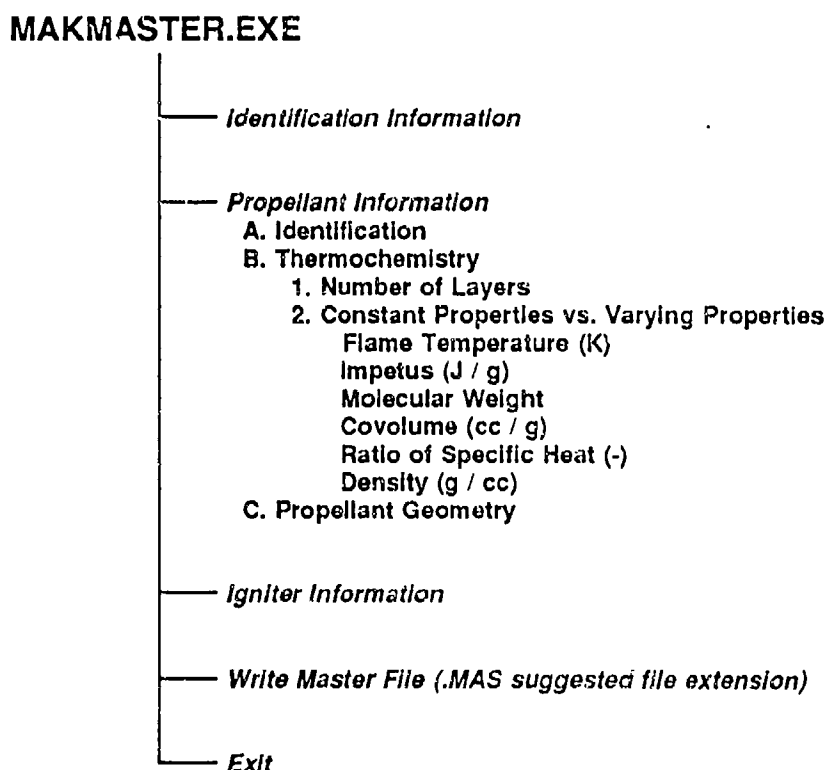 MAKMASTER.EXE
Identification Information
Propellant Information
A. Identification
B. Thermochemistry
1. Number of Layers
2. Constant Properties vs. Varying Properties
Flame Temperature (K)
Impetus (J / g)
Molecular Weight
Covolume (cc / g)
Ratio of Specific Heat (-)
Density (g / cc)
C. Propellant Geometry
Igniter Information
Write Master File (.MAS suggested file extension)
Exit